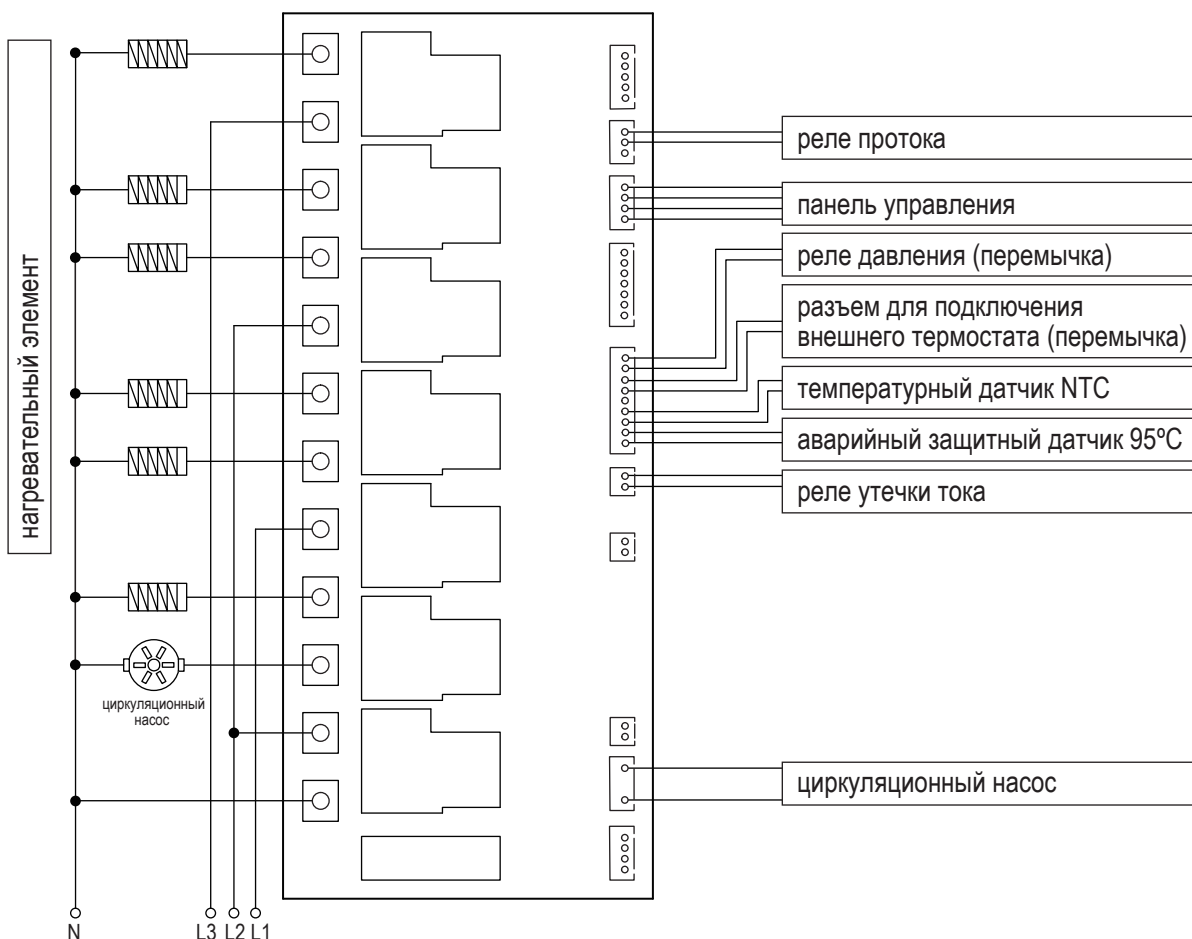 нагревательный элемент
реле протока
панель управления
реле давления (перемычка)
разъем для подключения
внешнего термостата (перемычка)
температурный датчик NTC
аварийный защитный датчик 95ºC
реле утечки тока
циркуляционный
насос
циркуляционный насос
N
L3 L2 L1